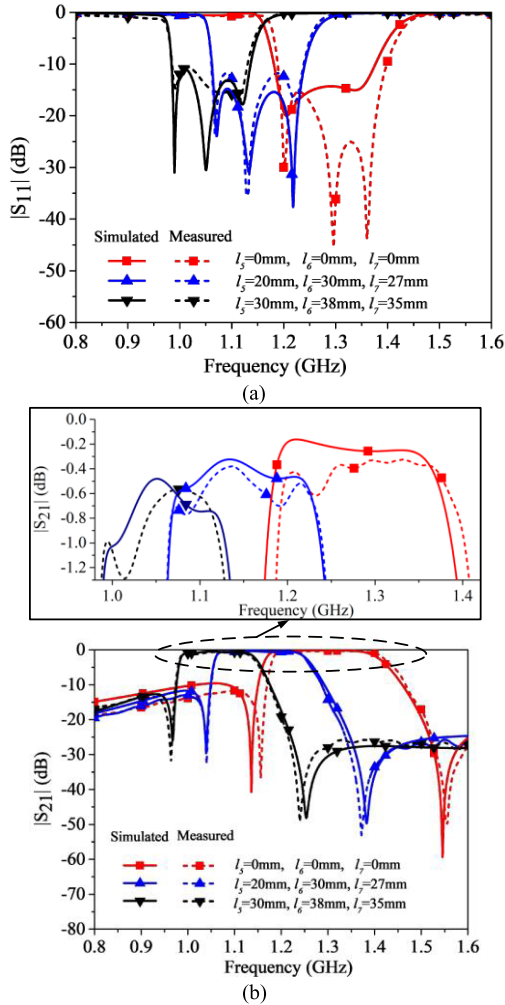 0
-10
-20
-30
-40
-50
-60
|S11| (dB)
Simulated Measured
l5=0mm, l6=0mm, l7=0mm
l5=20mm, l6=30mm, l7=27mm
l5=30mm, l6=38mm, l7=35mm
0.8 0.9 1.0 1.1 1.2 1.3 1.4 1.5 1.6
Frequency (GHz)
(a)
0.0
-0.2
-0.4
-0.6
-0.8
-1.0
-1.2
|S21| (dB)
1.0 1.1 1.2 1.3 1.4
Frequency (GHz)
0
-10
-20
-30
-40
-50
-60
-70
-80
|S21| (dB)
Simulated Measured
l5=0mm, l6=0mm, l7=0mm
l5=20mm, l6=30mm, l7=27mm
l5=30mm, l6=38mm, l7=35mm
0.8 0.9 1.0 1.1 1.2 1.3 1.4 1.5 1.6
Frequency (GHz)
(b)